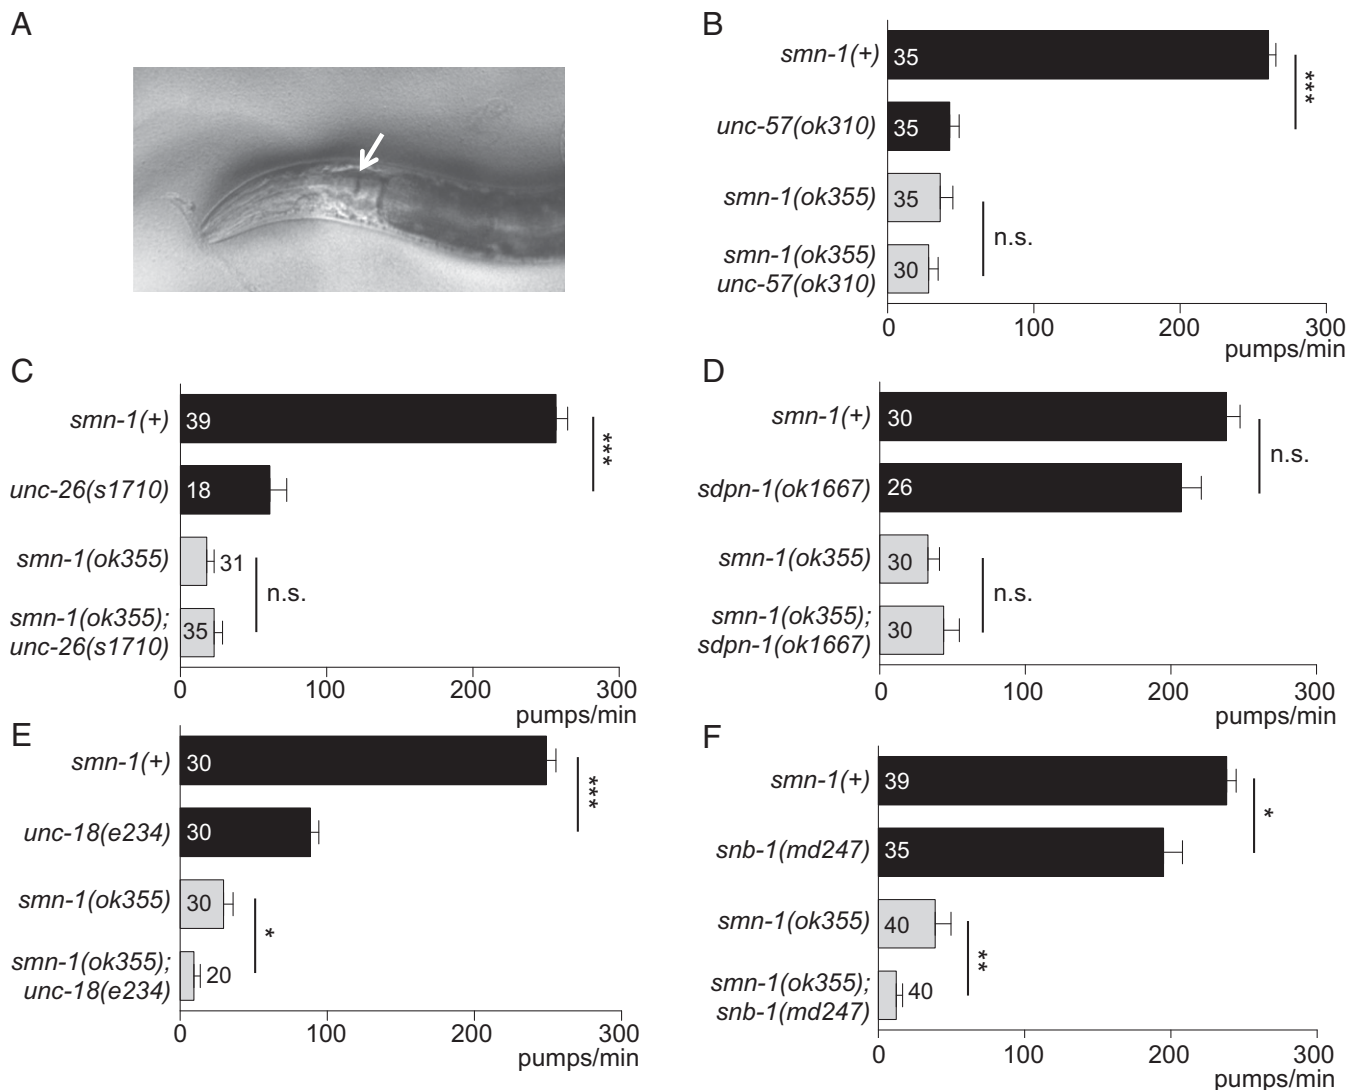 A
B
smn-1(+)
35
***
unc-57(ok310)
35
smn-1(ok355)
35
n.s.
smn-1(ok355)
unc-57(ok310)
30
0 100 200 300
pumps/min
C
smn-1(+)
39
***
unc-26(s1710)
18
smn-1(ok355)
31
n.s.
smn-1(ok355);
unc-26(s1710)
35
0 100 200 300
pumps/min
D
smn-1(+)
30
n.s.
sdpn-1(ok1667)
26
smn-1(ok355)
30
n.s.
smn-1(ok355);
sdpn-1(ok1667)
30
0 100 200 300
pumps/min
E
smn-1(+)
30
***
unc-18(e234)
30
smn-1(ok355)
30
*
smn-1(ok355);
unc-18(e234)
20
0 100 200 300
pumps/min
F
smn-1(+)
39
*
snb-1(md247)
35
smn-1(ok355)
40
**
smn-1(ok355);
snb-1(md247)
40
0 100 200 300
pumps/min